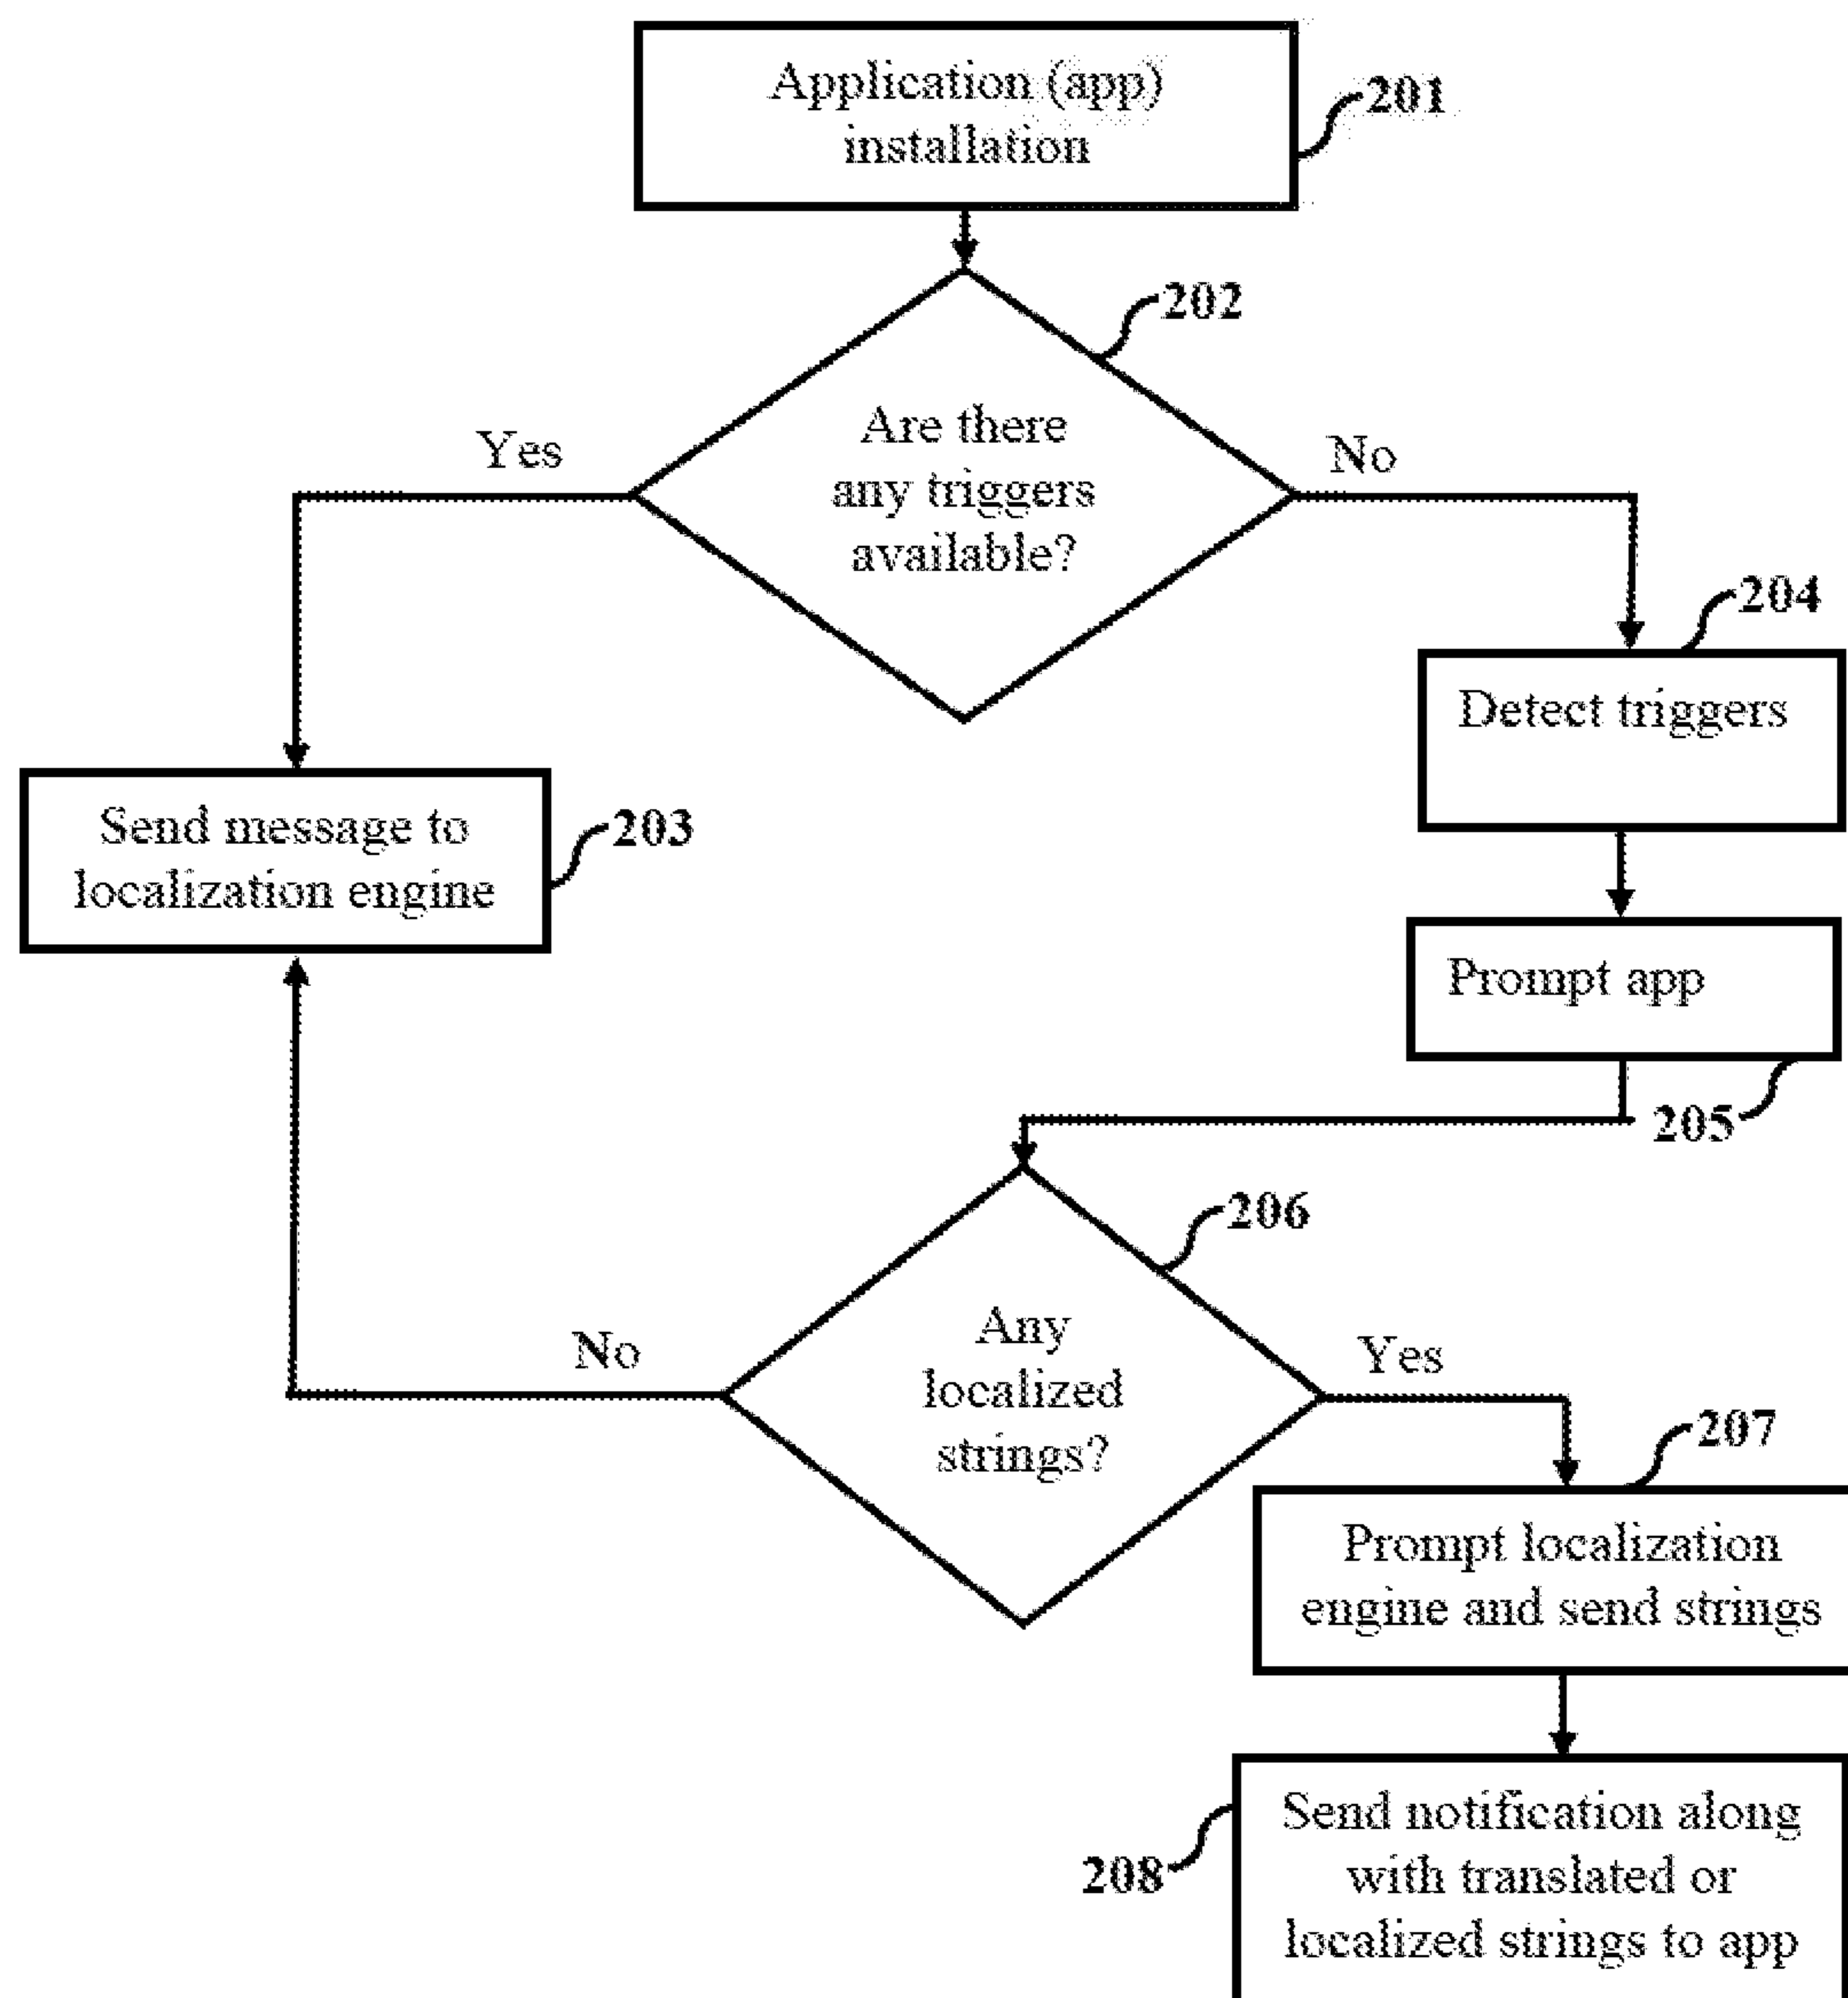 Application (app)
installation
201
202
Are there
any triggers
available?
Yes
No
204
Detect triggers
Send message to
localization engine
203
Prompt app
205
206
Any
localized
strings?
No
Yes
207
Prompt localization
engine and send strings
Send notification along
with translated or
localized strings to app
208